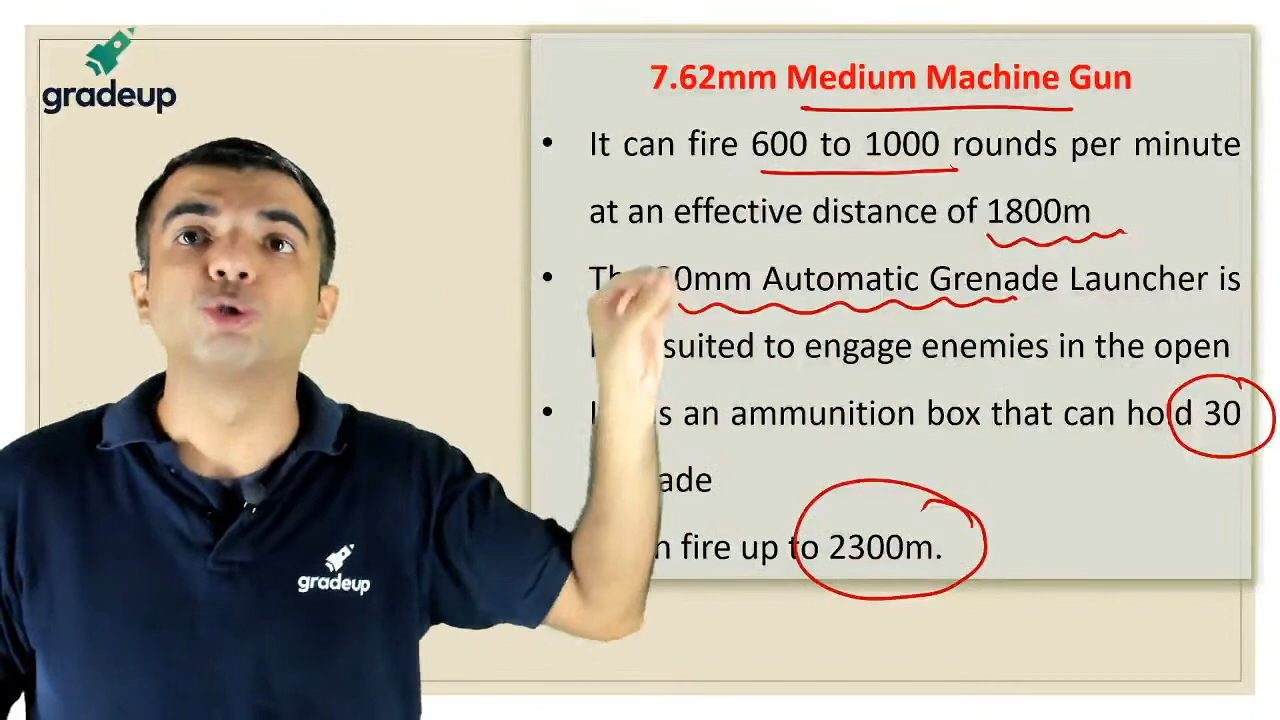 gradeup
7.62mm Medium Machine Gun
• It can fire 600 to 1000 rounds per minute
at an effective distance of 1800m
• Automatic Grenade Launcher is
suited to engage enemies in the open
• an ammunition box that can hold 30
fire up to 2300m.
gradeup